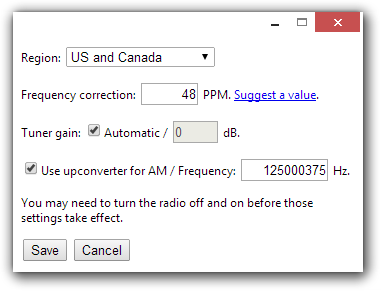 Region: US and Canada
Frequency correction: 48 PPM. Suggest a value.
Tuner gain: Automatic / 0 dB.
Use upconverter for AM / Frequency: 125000375 Hz.
You may need to turn the radio off and on before those
settings take effect.
Save Cancel